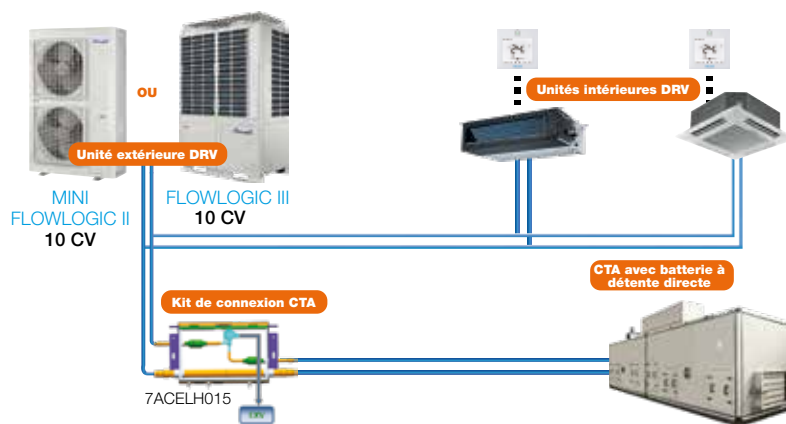 OU
Unités intérieures DRV
Unité extérieure DRV
MINI
FLOWLOGIC II
10 CV
FLOWLOGIC III
10 CV
CTA avec batterie à
détente directe
Kit de connexion CTA
7ACELH015